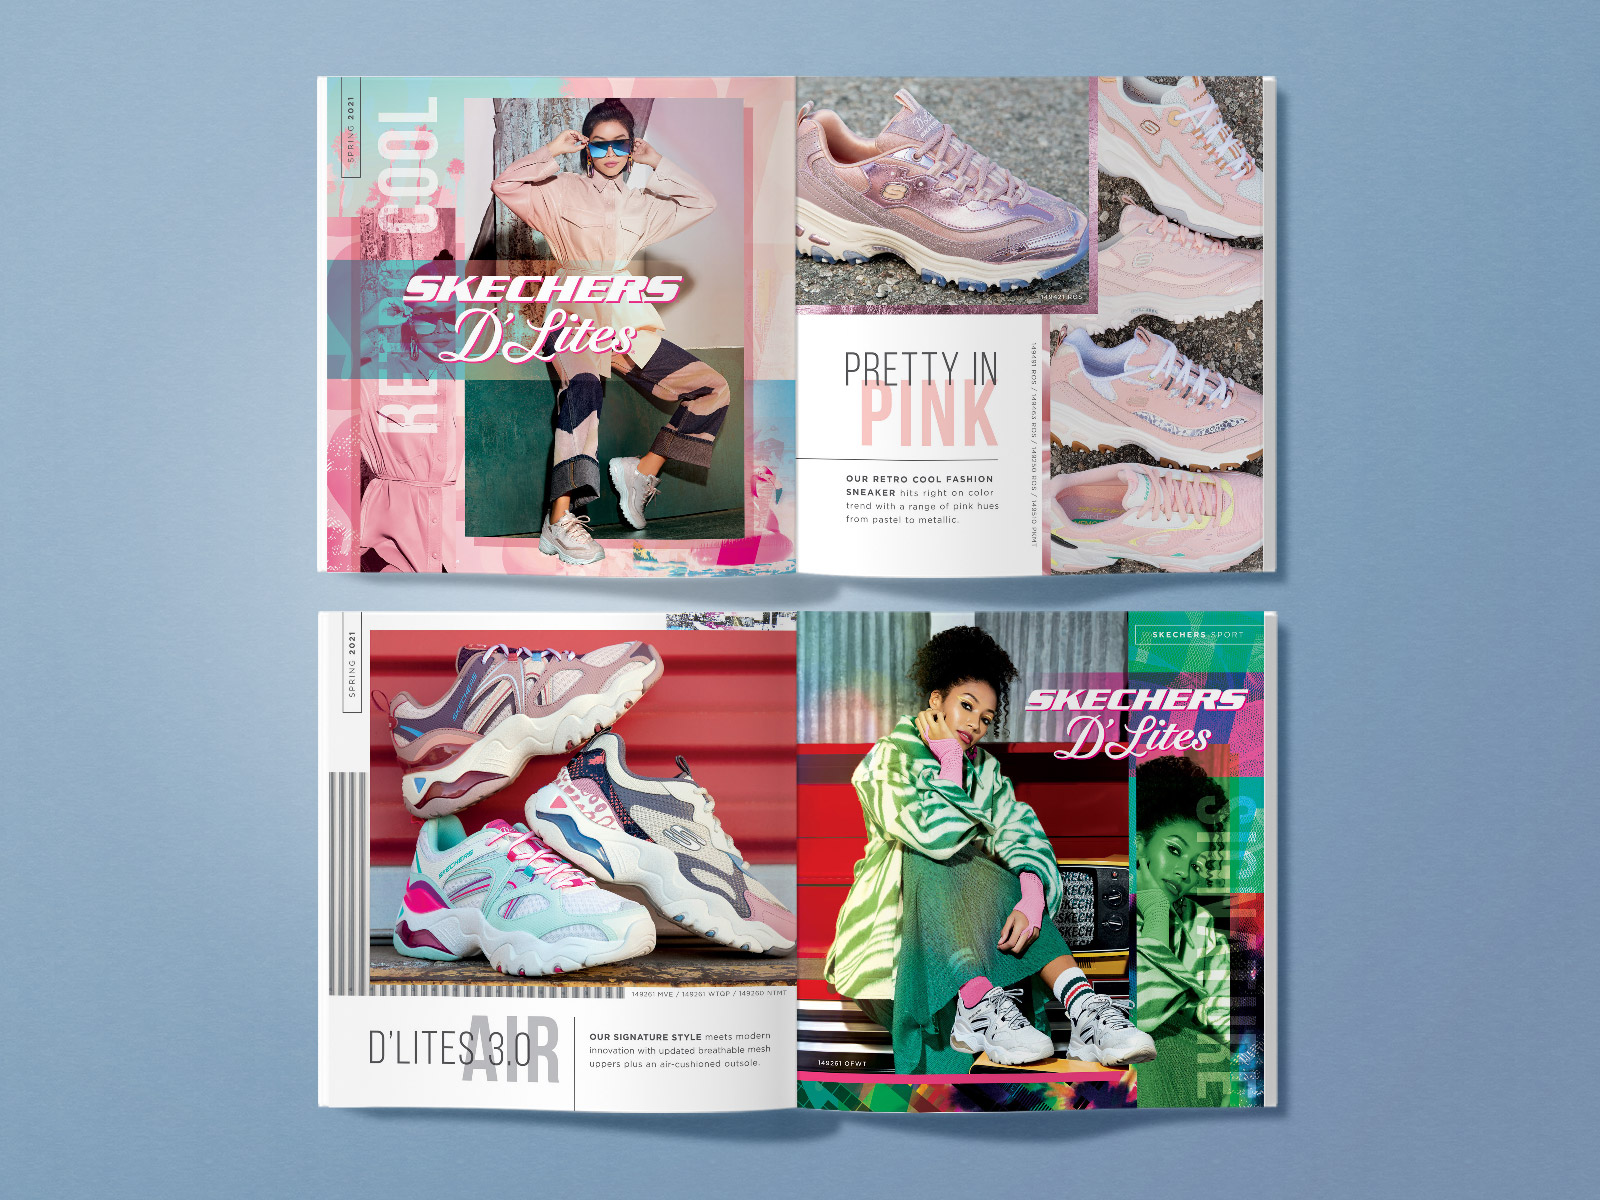 SPRING 2021
RETRO COOL
SKECHERS
D'Lites
149421 ROS
PRETTY IN
PINK
OUR RETRO COOL FASHION
SNEAKER hits right on color
trend with a range of pink hues
from pastel to metallic.
SPRING 2021
SKECHERS
SKECHERS
149261 MVE / 149261 WTGP / 149260 NTMT
D'LITES 3.0
AIR
OUR SIGNATURE STYLE meets modern
innovation with updated breathable mesh
uppers plus an air-cushioned outsole.
SKECHERS SPORT
SKECHERS
D'Lites
SIGNATURE
149261 OFWT